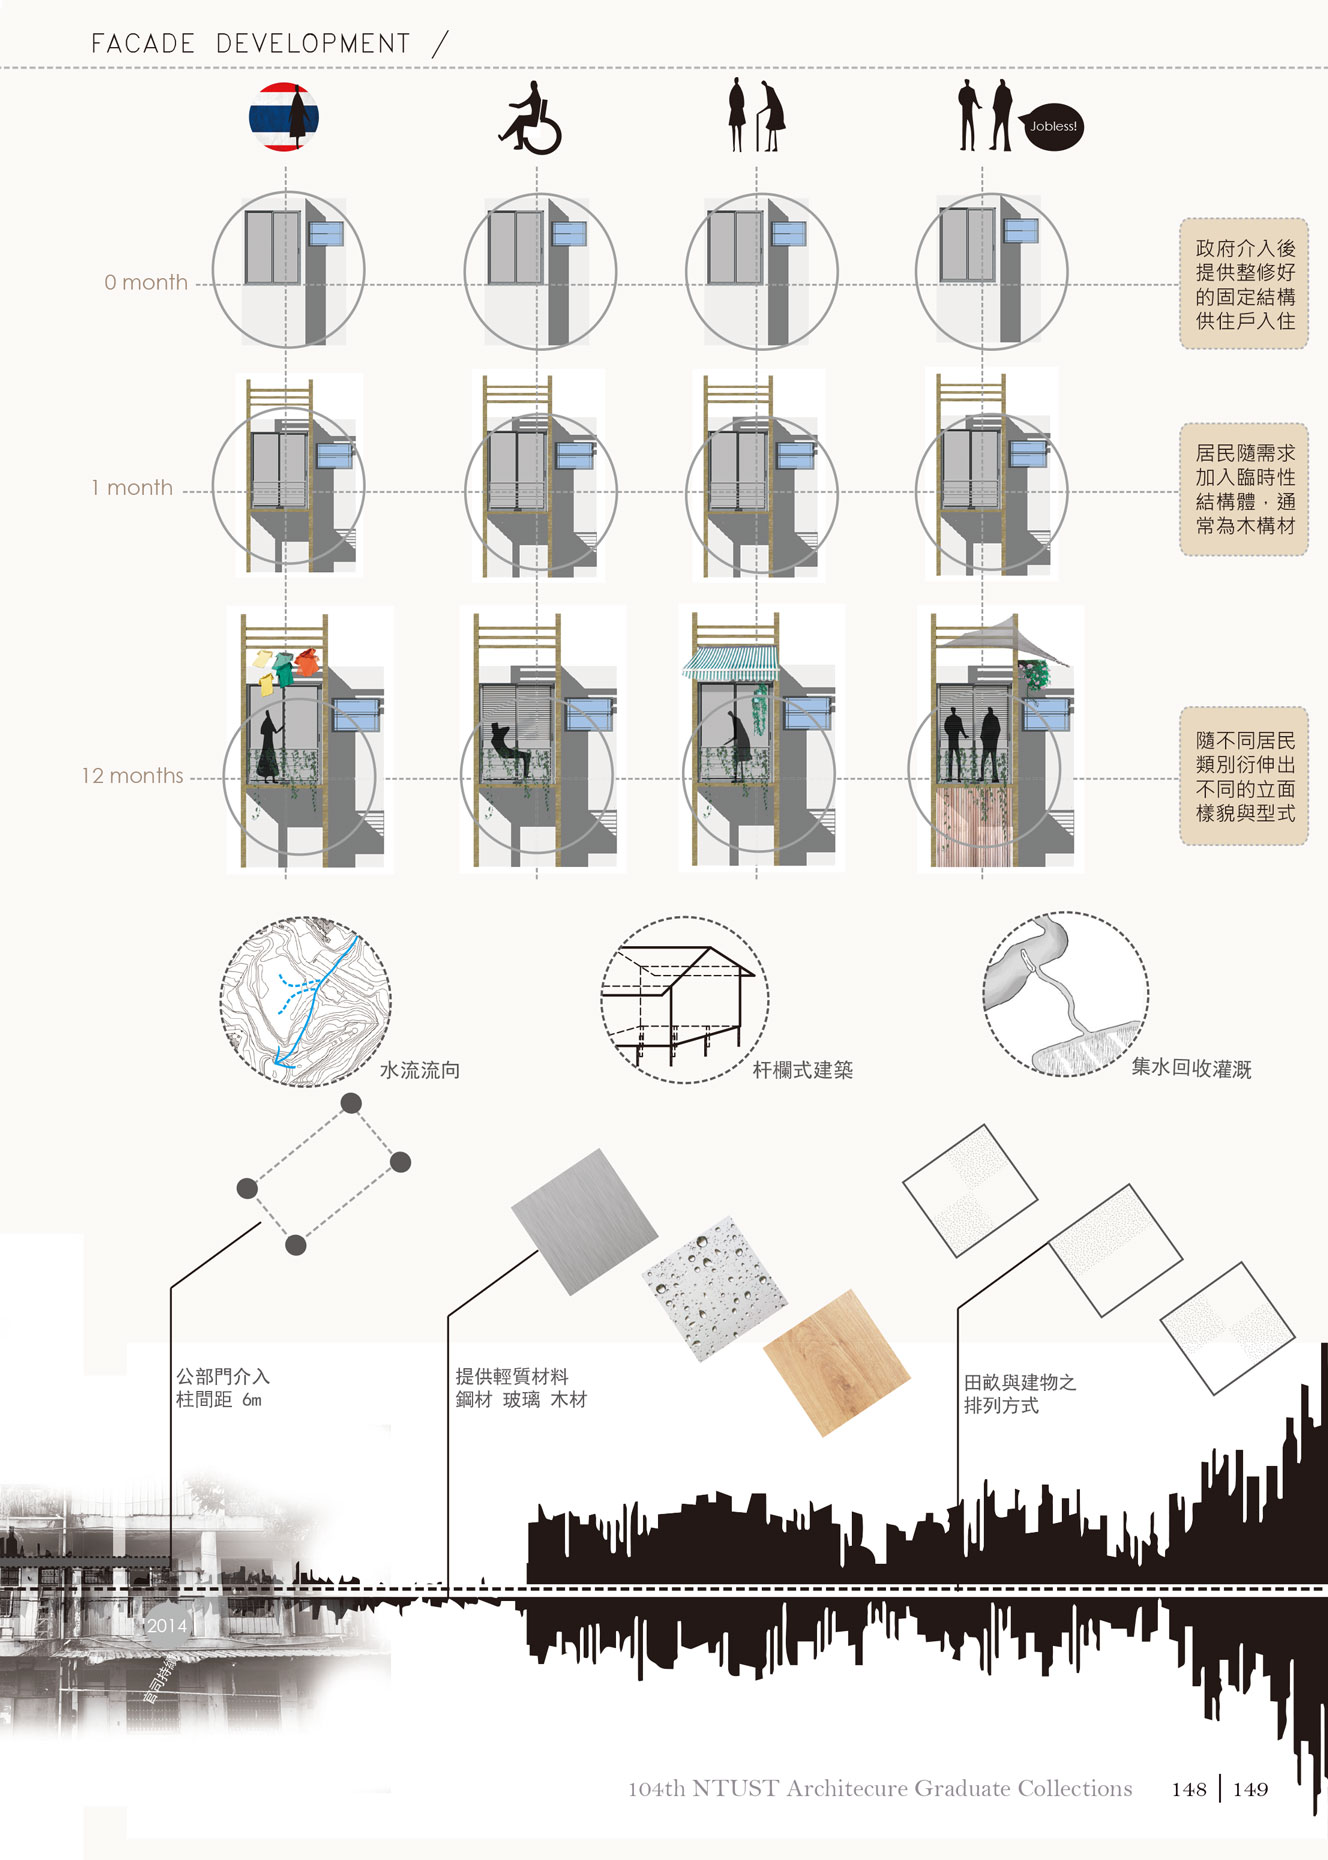 FACADE DEVELOPMENT /
Jobless!
0 month
政府介入後
提供整修好
的固定結構
供住戶入住
1 month
居民隨需求
加入臨時性
結構體，通
常為木構材
12 months
隨不同居民
類別衍伸出
不同的立面
樣貌與型式
水流流向
杆欄式建築
集水回收灌溉
公部門介入
柱間距 6m
提供輕質材料
鋼材 玻璃 木材
田畝與建物之
排列方式
2014
官司持續
104th NTUST Architecure Graduate Collections
148 | 149